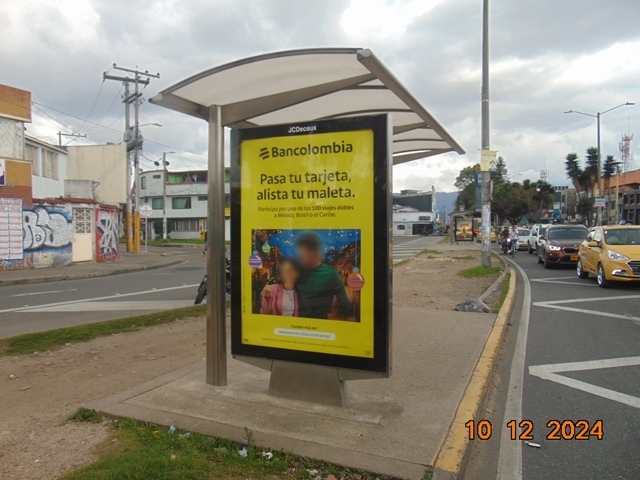 JCDecaux
Bancolombia
Pasa tu tarjeta,
alista tu maleta.
Participa por uno de los 100 viajes dobles
a México, Brasil o el Caribe.
10 12 2024